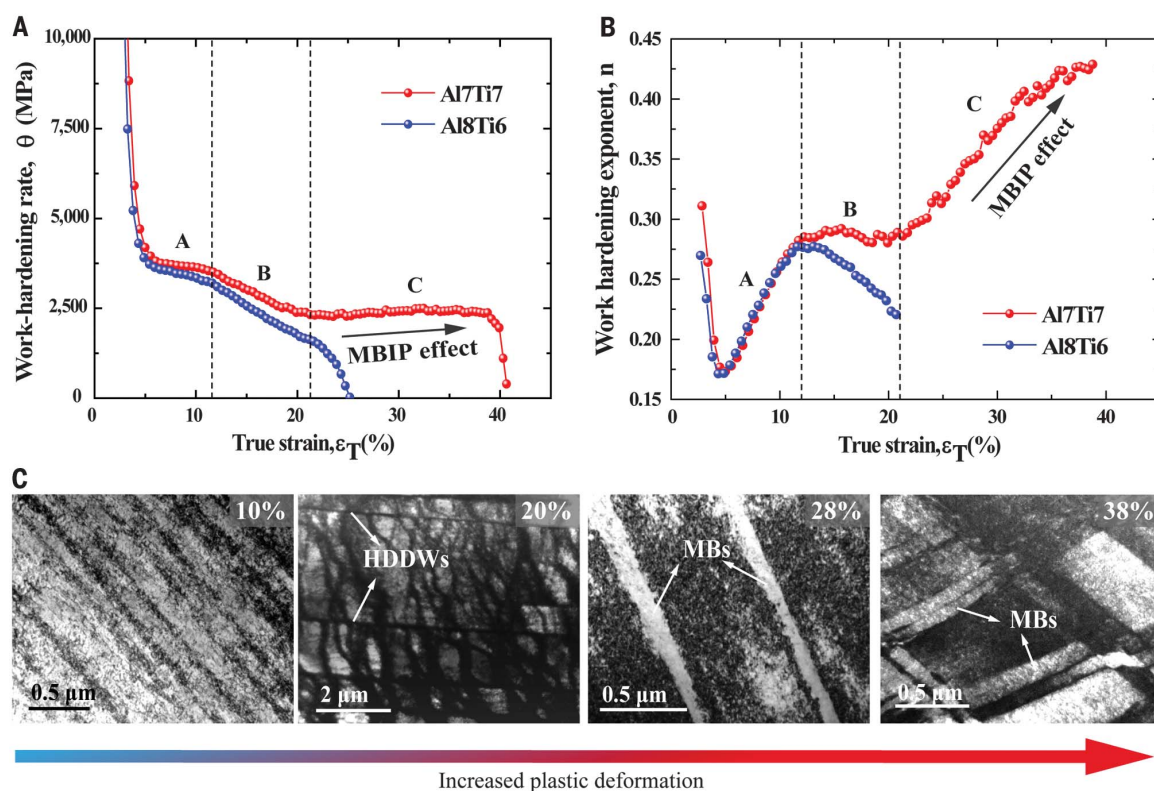 A
Work-hardening rate, θ (MPa)
10,000
7,500
5,000
2,500
0
Al7Ti7
Al8Ti6
A
B
C
MBIP effect
0 10 20 30 40
True strain,εT(%)
B
Work hardening exponent, n
0.45
0.40
0.35
0.30
0.25
0.20
0.15
C
MBIP effect
B
A
Al7Ti7
Al8Ti6
0 10 20 30 40
True strain,εT(%)
C
10%
0.5 µm
20%
HDDWs
2 µm
28%
MBs
0.5 µm
38%
MBs
0.5 µm
Increased plastic deformation